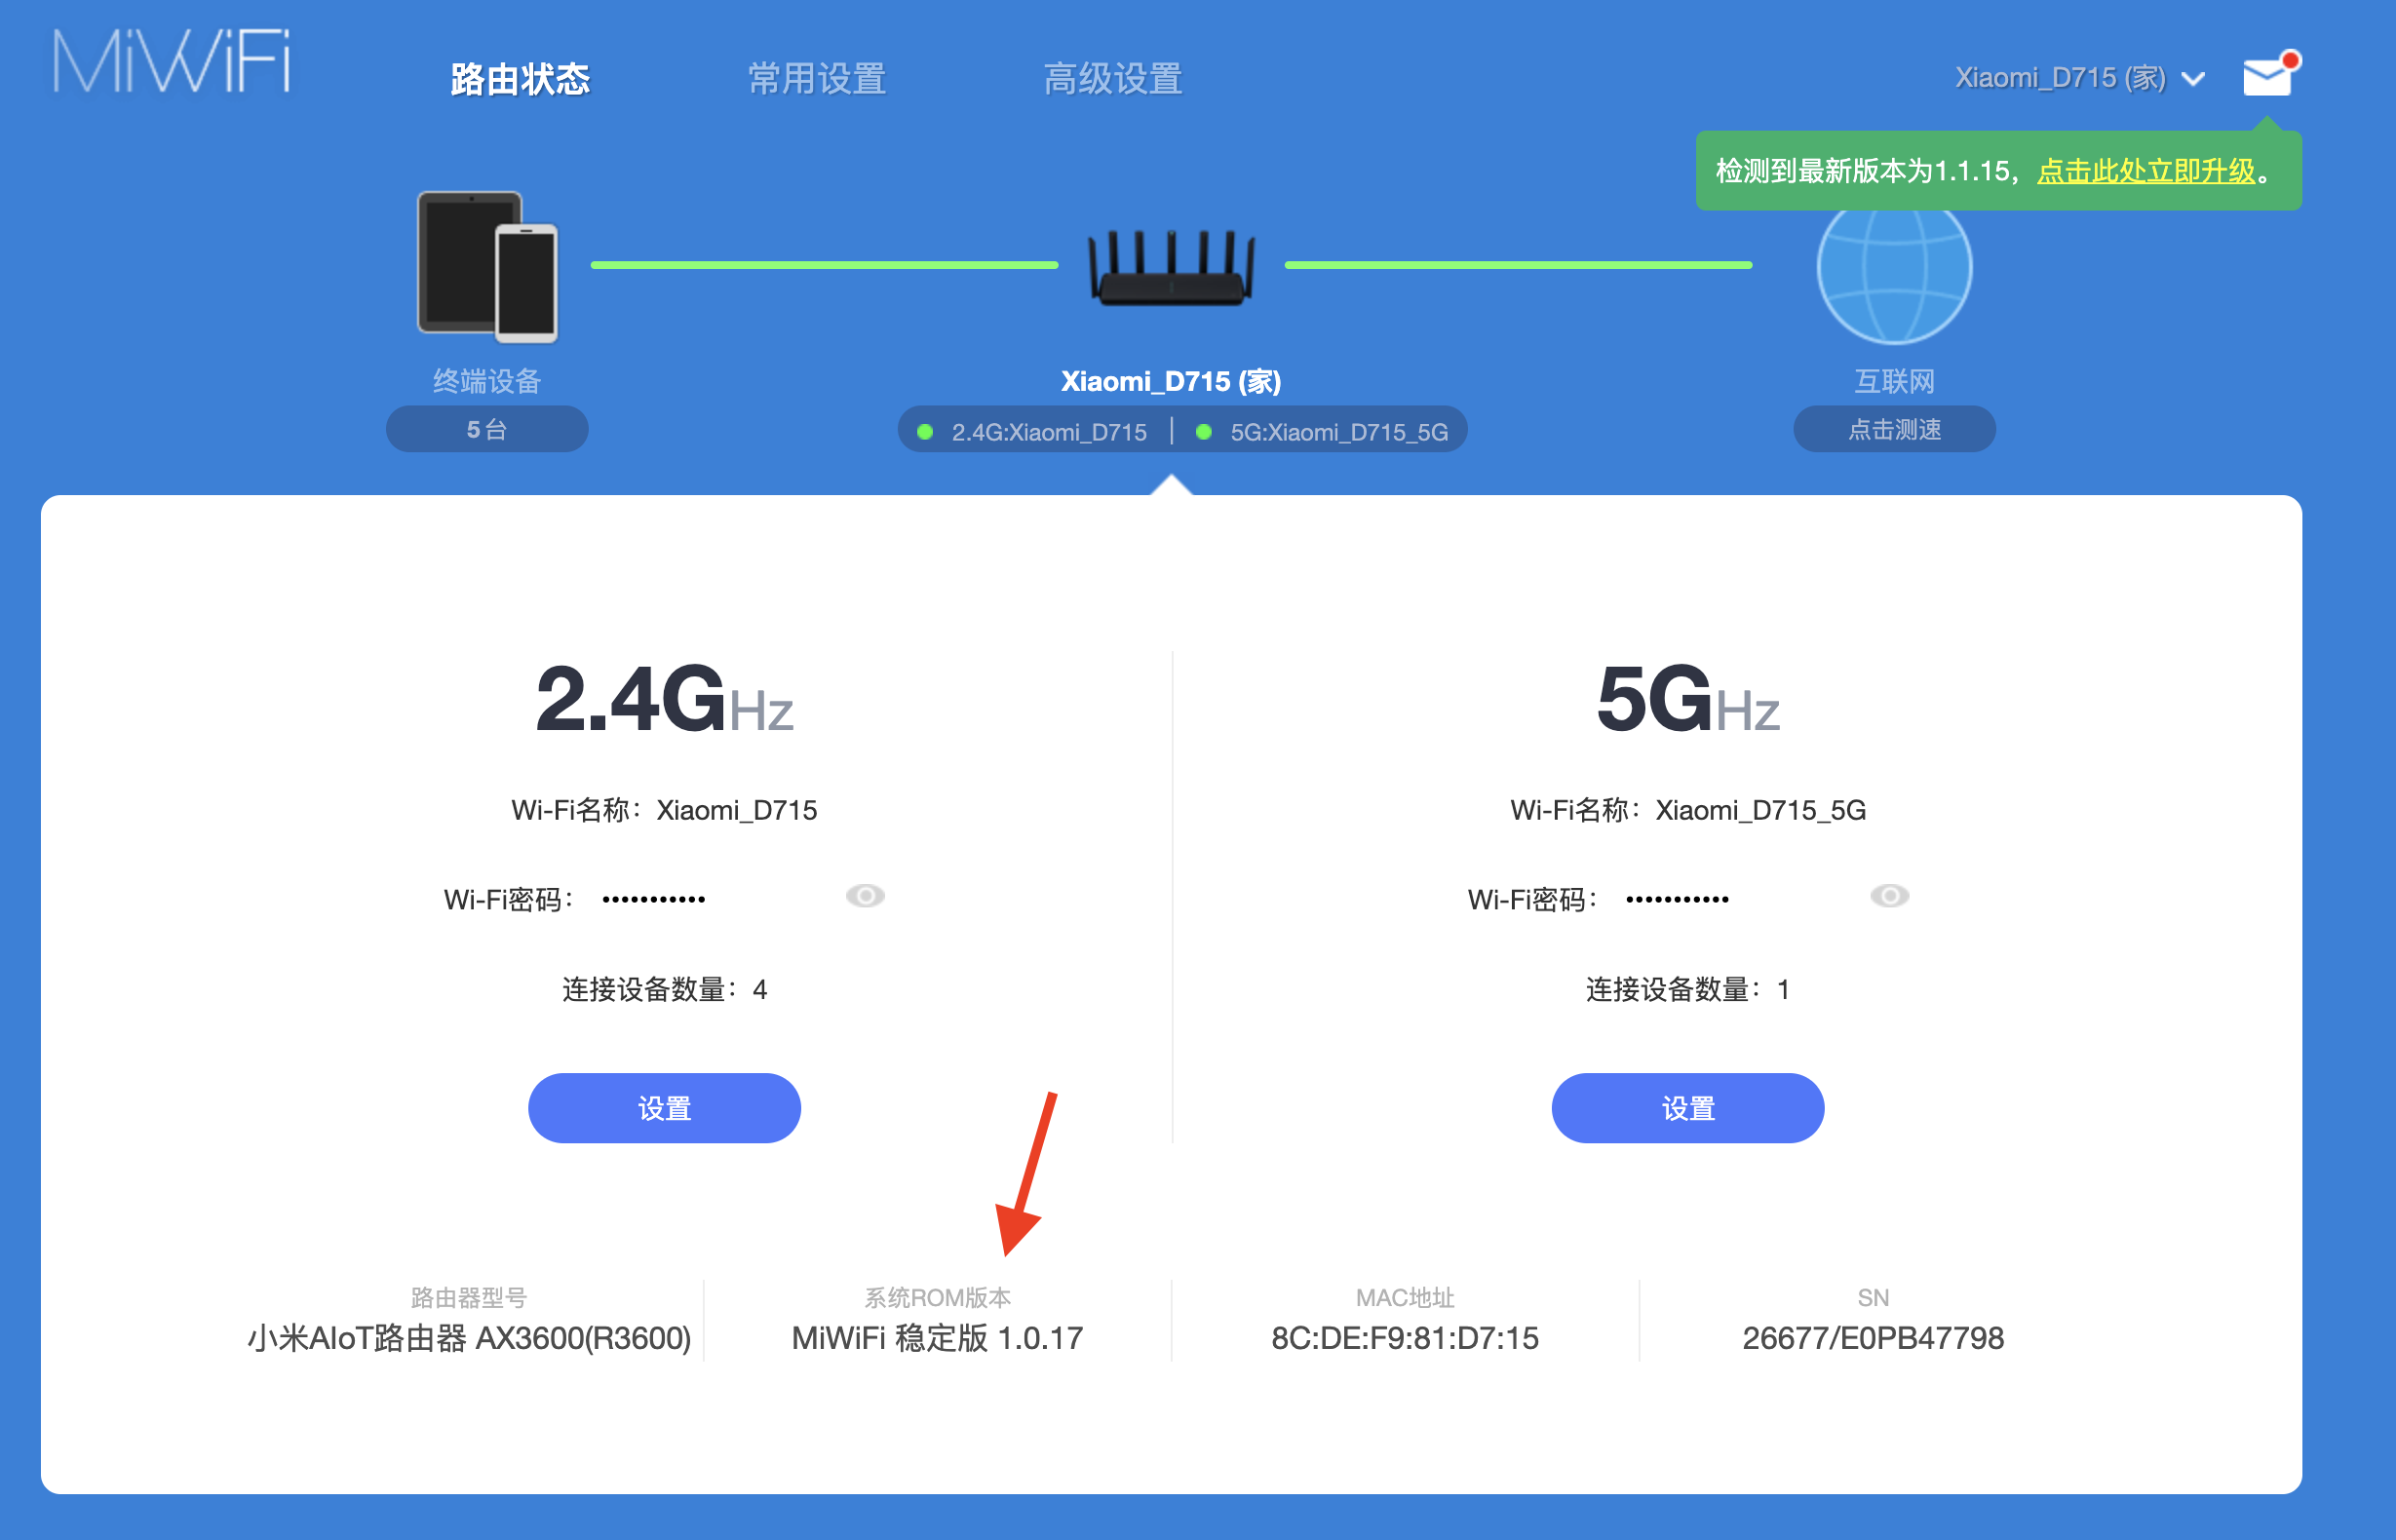 MiWiFi
路由状态 常用设置 高级设置 Xiaomi_D715 (家)
检测到最新版本为1.1.15，点击此处立即升级。
终端设备 Xiaomi_D715 (家) 互联网
5台 2.4G:Xiaomi_D715 5G:Xiaomi_D715_5G 点击测速
2.4GHz
Wi-Fi名称：Xiaomi_D715
Wi-Fi密码： •••••••••••
连接设备数量：4
设置
5GHz
Wi-Fi名称：Xiaomi_D715_5G
Wi-Fi密码： •••••••••••
连接设备数量：1
设置
路由器型号
小米AIoT路由器 AX3600(R3600)
系统ROM版本
MiWiFi 稳定版 1.0.17
MAC地址
8C:DE:F9:81:D7:15
SN
26677/E0PB47798